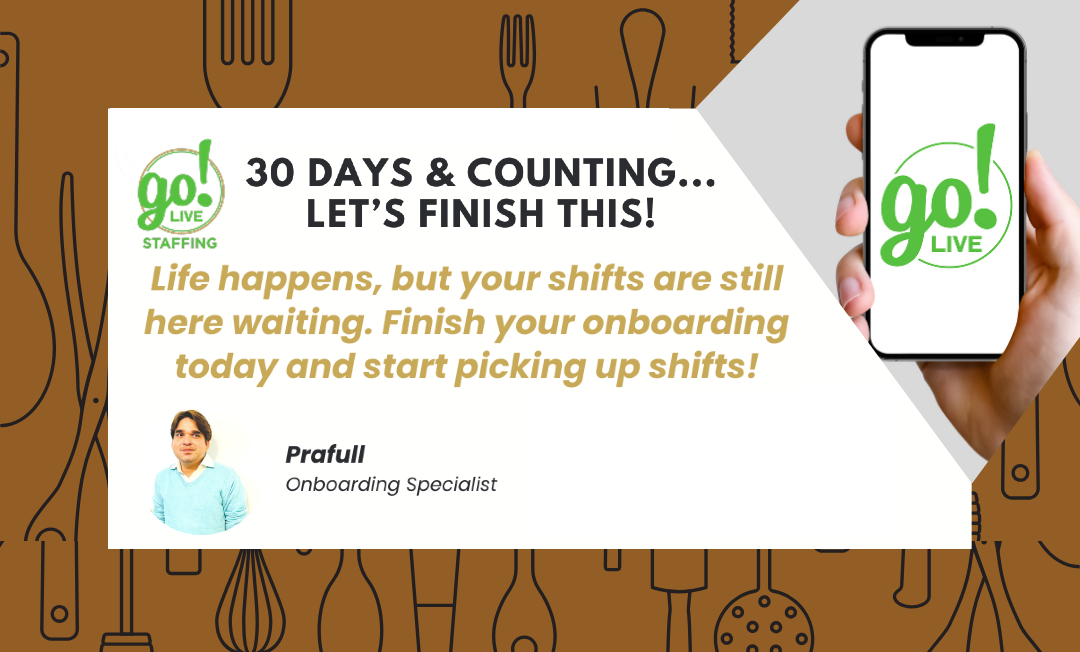 go!
LIVE
STAFFING
30 DAYS & COUNTING...
LET’S FINISH THIS!
Life happens, but your shifts are still
here waiting. Finish your onboarding
today and start picking up shifts!
Prafull
Onboarding Specialist
go!
LIVE